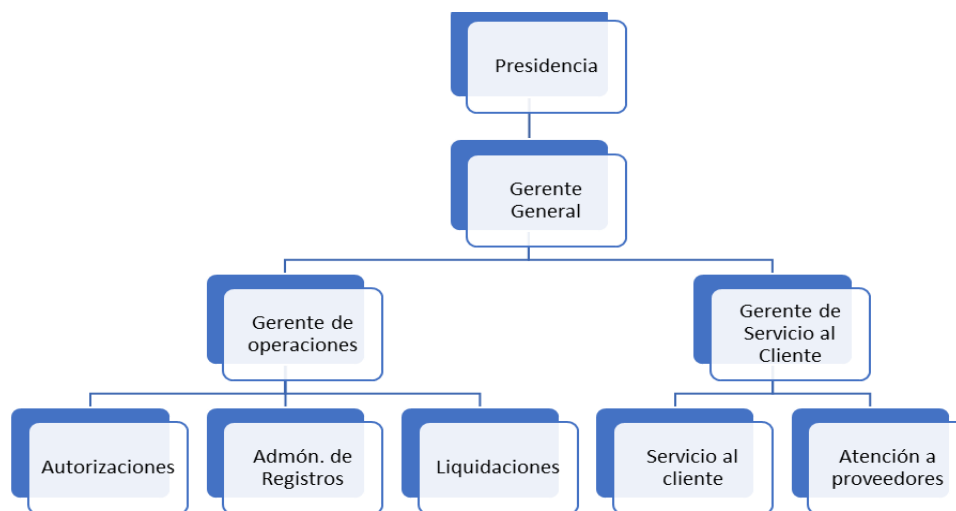 Presidencia
Gerente
General
Gerente de
operaciones
Gerente de
Servicio al
Cliente
Autorizaciones
Admón. de
Registros
Liquidaciones
Servicio al
cliente
Atención a
proveedores